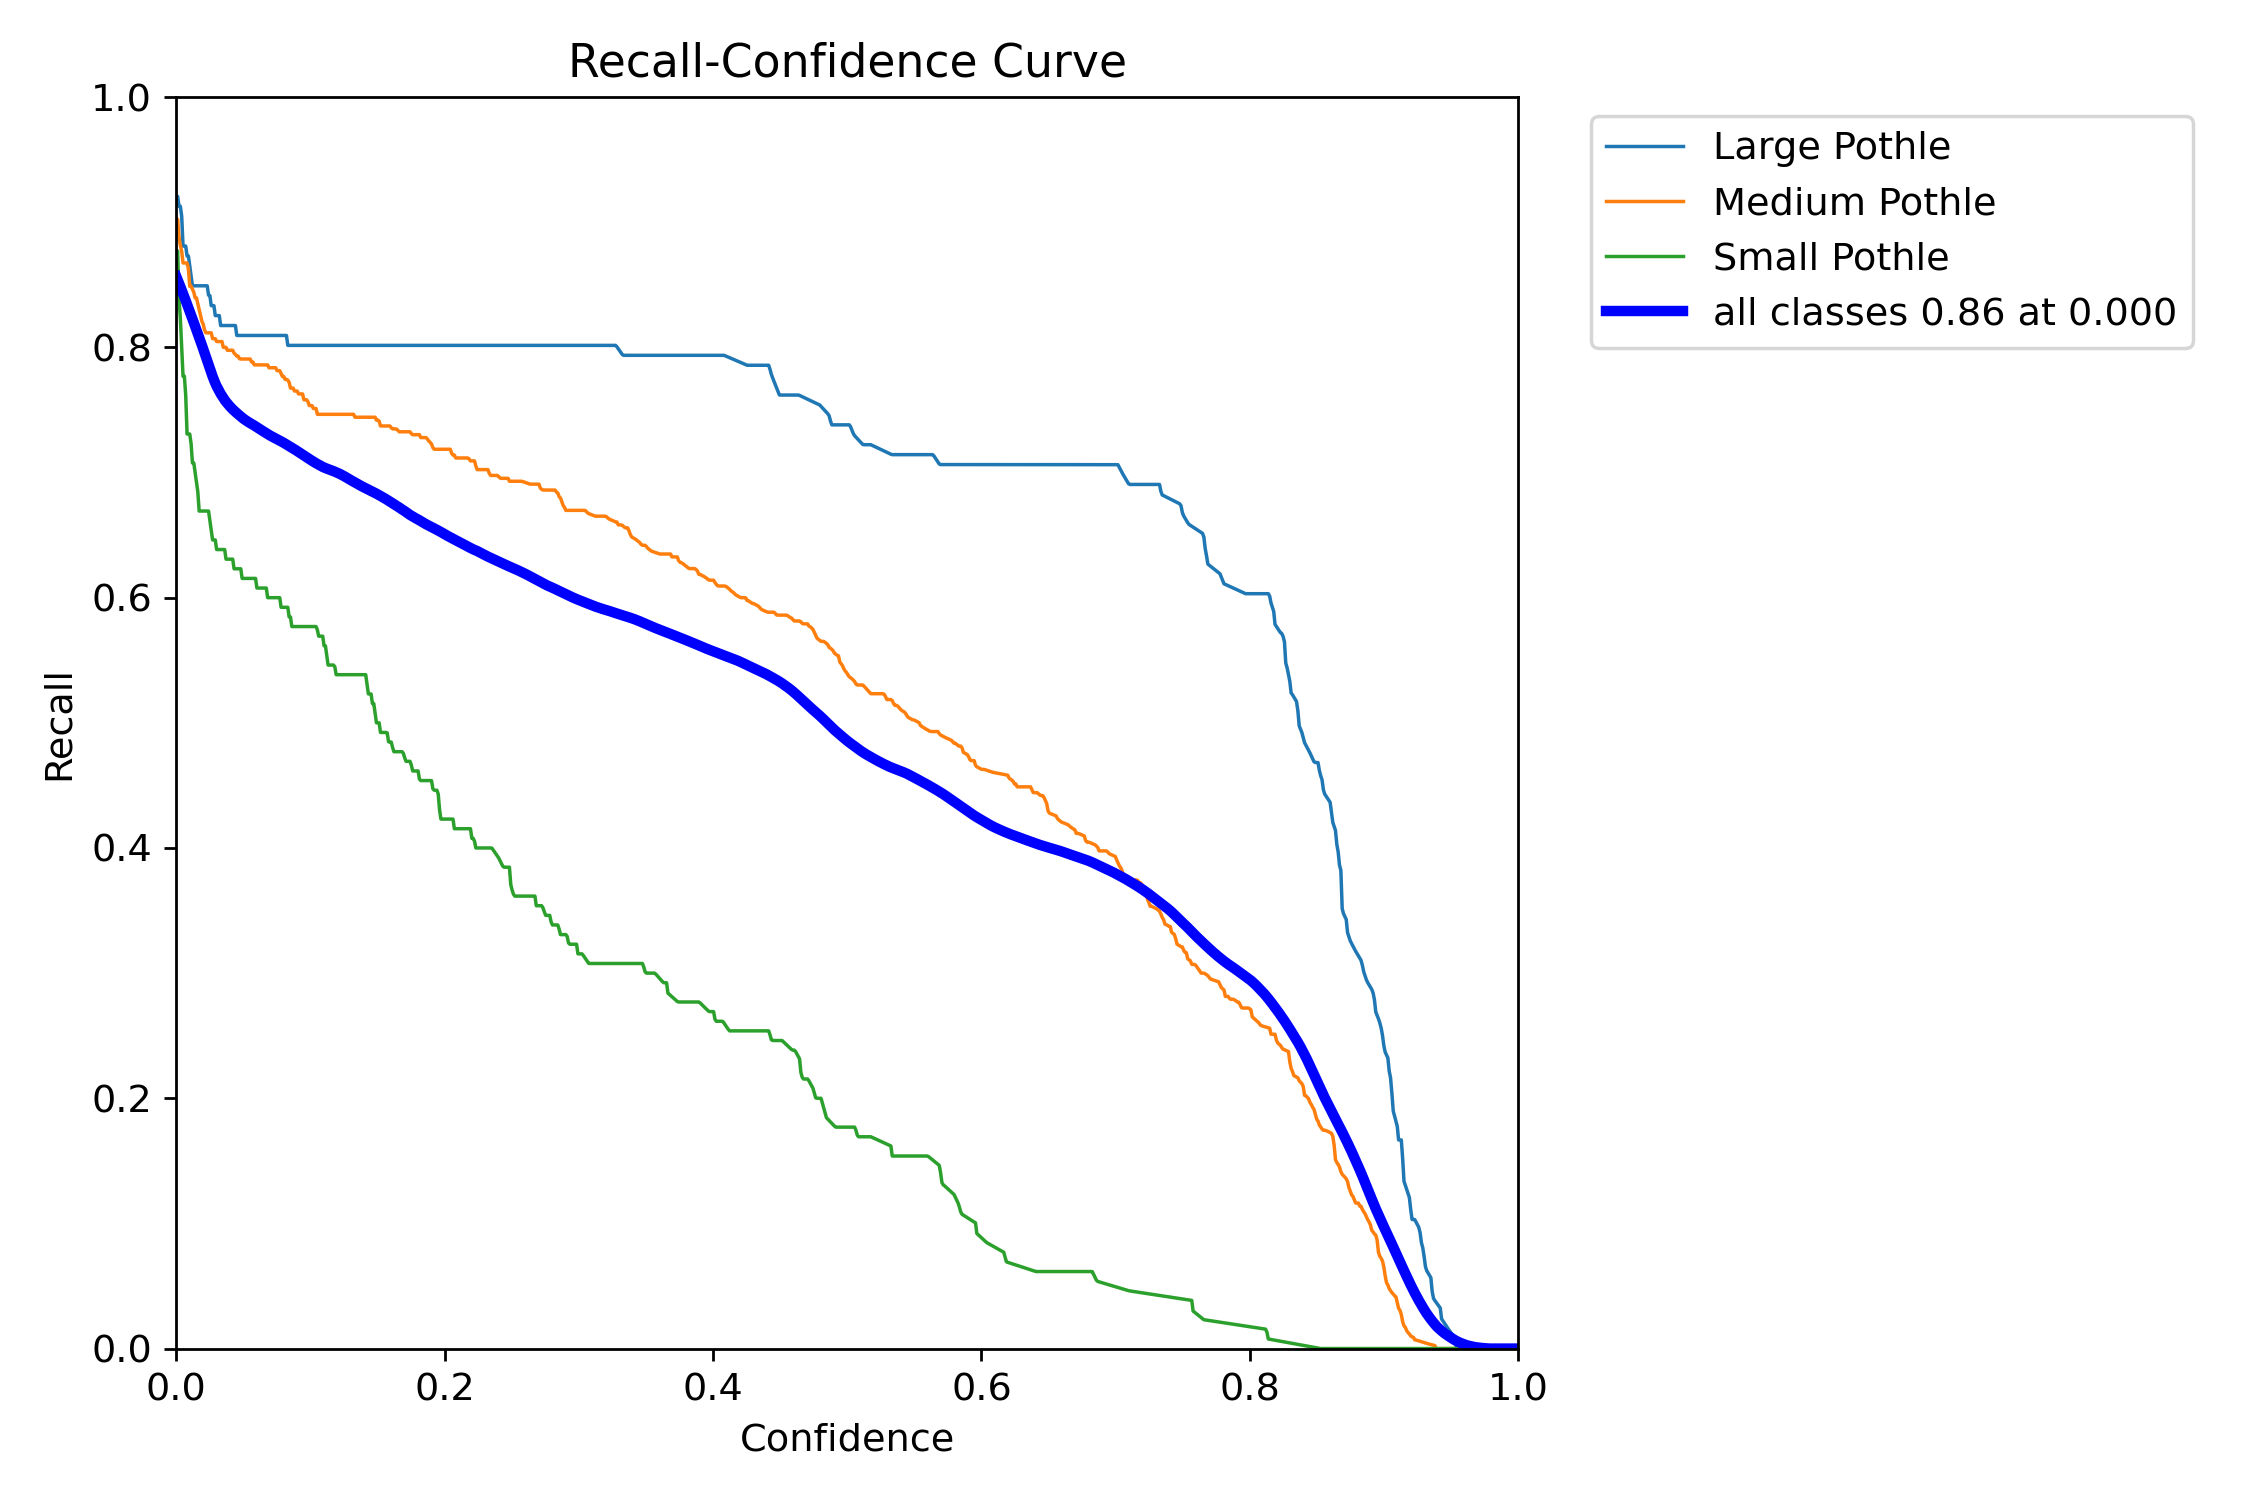 Recall-Confidence Curve
1.0
0.8
0.6
0.4
0.2
0.0
Recall
0.0 0.2 0.4 0.6 0.8 1.0
Confidence
Large Pothle
Medium Pothle
Small Pothle
all classes 0.86 at 0.000